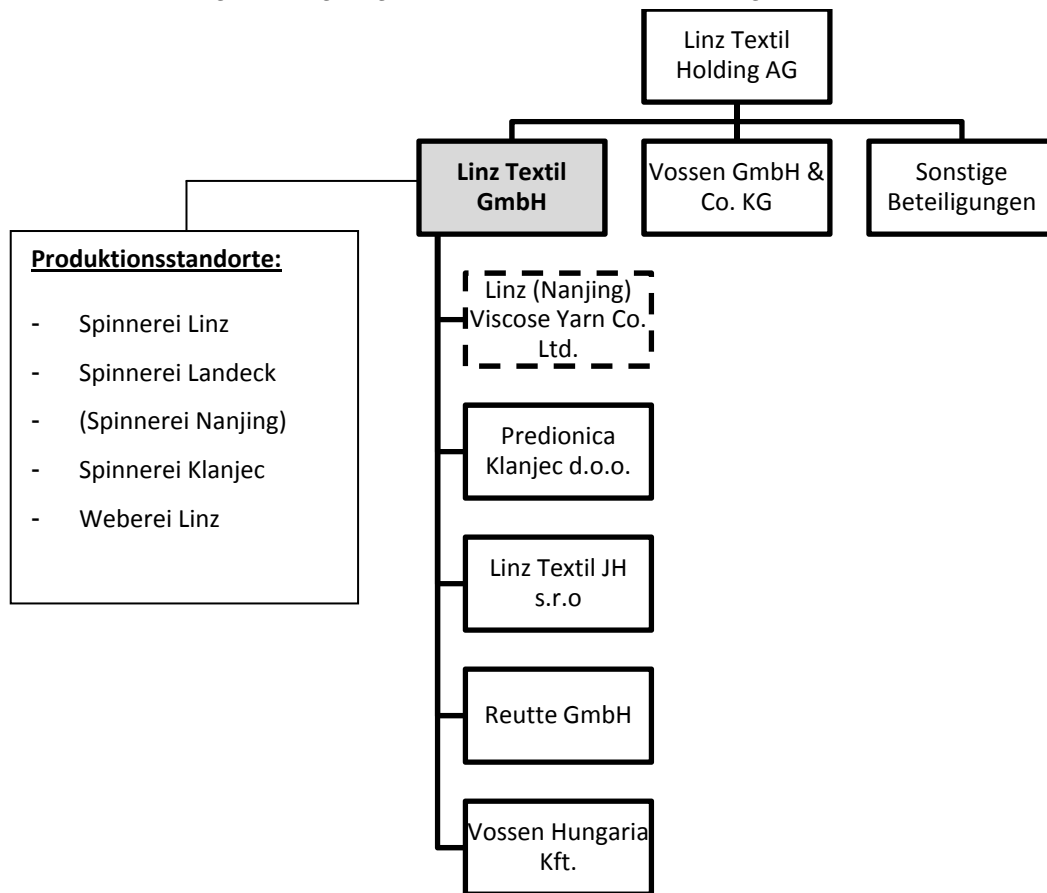 Linz Textil
Holding AG
Linz Textil
GmbH
Vossen GmbH &
Co. KG
Sonstige
Beteiligungen
Produktionsstandorte:
- Spinnerei Linz
- Spinnerei Landeck
- (Spinnerei Nanjing)
- Spinnerei Klanjec
- Weberei Linz
Linz (Nanjing)
Viscose Yarn Co.
Ltd.
Predionica
Klanjec d.o.o.
Linz Textil JH
s.r.o
Reutte GmbH
Vossen Hungaria
Kft.